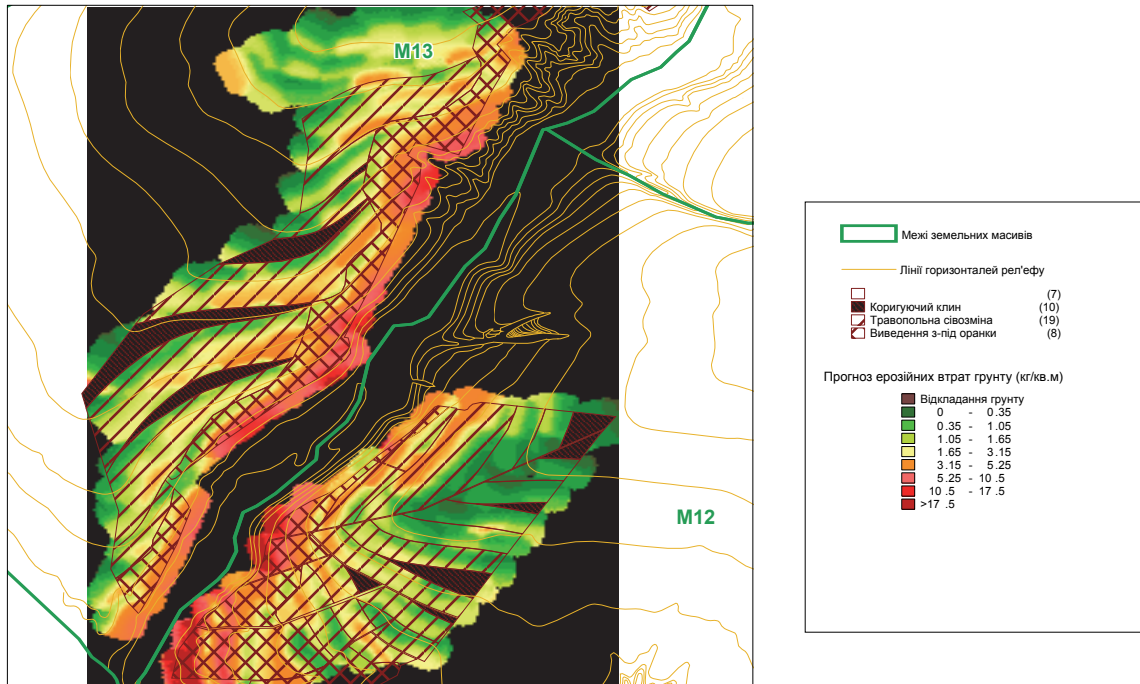 M13
M12
Межі земельних масивів
Лінії горизонталей рел'єфу
(7)
Коригуючий клин (10)
Травопольна сівозміна (19)
Виведення з-під оранки (8)
Прогноз ерозійних втрат грунту (кг/кв.м)
Відкладання грунту
0 - 0.35
0.35 - 1.05
1.05 - 1.65
1.65 - 3.15
3.15 - 5.25
5.25 - 10 .5
10 .5 - 17 .5
>17 .5